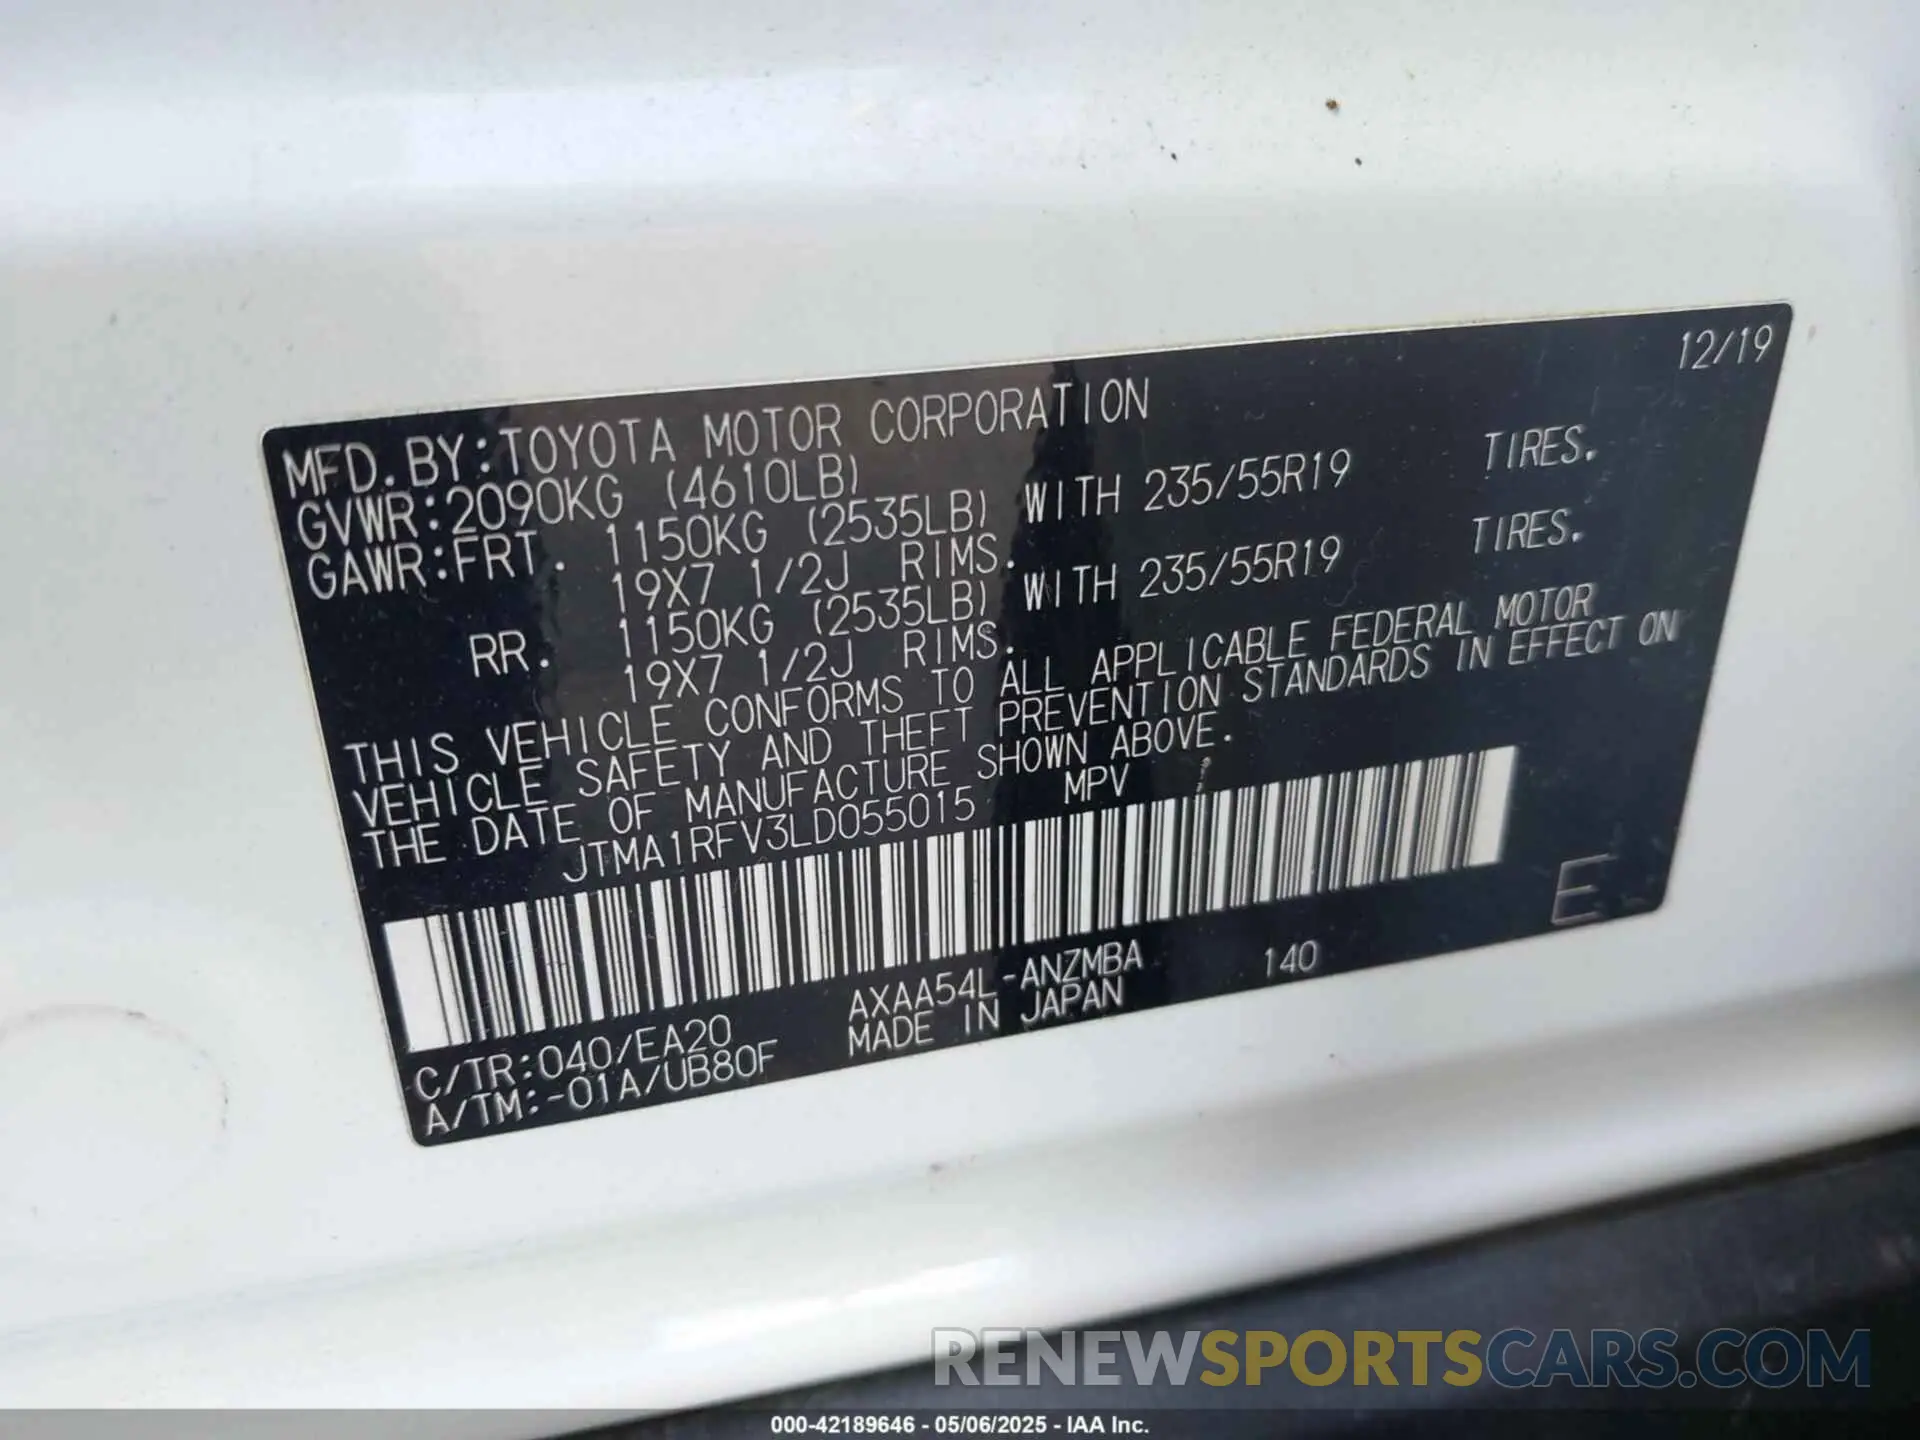 12/19
MFD. BY:TOYOTA MOTOR CORPORATION
GVWR:2090KG (4610LB)
GAWR:FRT. 1150KG (2535LB) WITH 235/55R19 TIRES.
19X7 1/2J RIMS.
RR. 1150KG (2535LB) WITH 235/55R19 TIRES.
19X7 1/2J RIMS.
THIS VEHICLE CONFORMS TO ALL APPLICABLE FEDERAL MOTOR
VEHICLE SAFETY AND THEFT PREVENTION STANDARDS IN EFFECT ON
THE DATE OF MANUFACTURE SHOWN ABOVE.
JTMA1RFV3LD055015 MPV
E
AXAA54L-ANZMBA 140
C/TR:040/EA20 MADE IN JAPAN
A/TM:-01A/UB80F
RENEWSPORTSCARS.COM
000-42189646 - 05/06/2025 - IAA Inc.